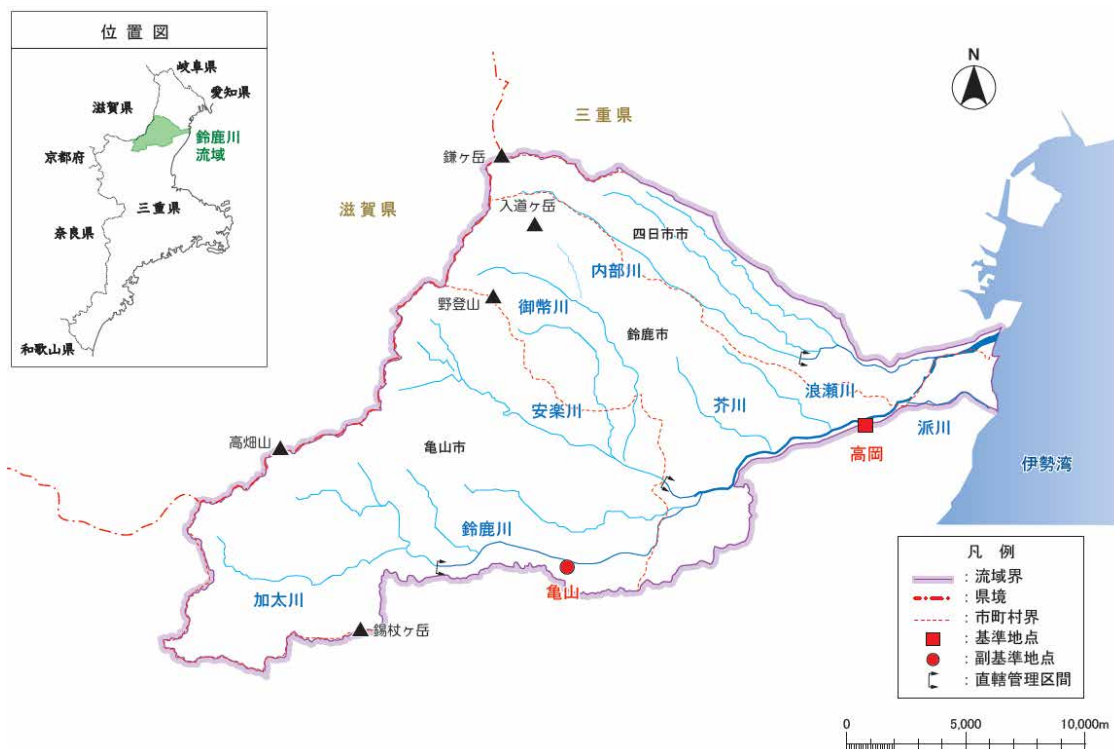 位置図
岐阜県
愛知県
滋賀県
鈴鹿川
流域
京都府
三重県
奈良県
和歌山県
N
三重県
鎌ヶ岳
滋賀県
入道ヶ岳
四日市市
内部川
野登山
御幣川
鈴鹿市
安楽川
芥川
浪瀬川
派川
高岡
高畑山
亀山市
伊勢湾
鈴鹿川
亀山
加太川
錫杖ヶ岳
凡例
：流域界
：県境
：市町村界
：基準地点
：副基準地点
：直轄管理区間
0 5,000 10,000m